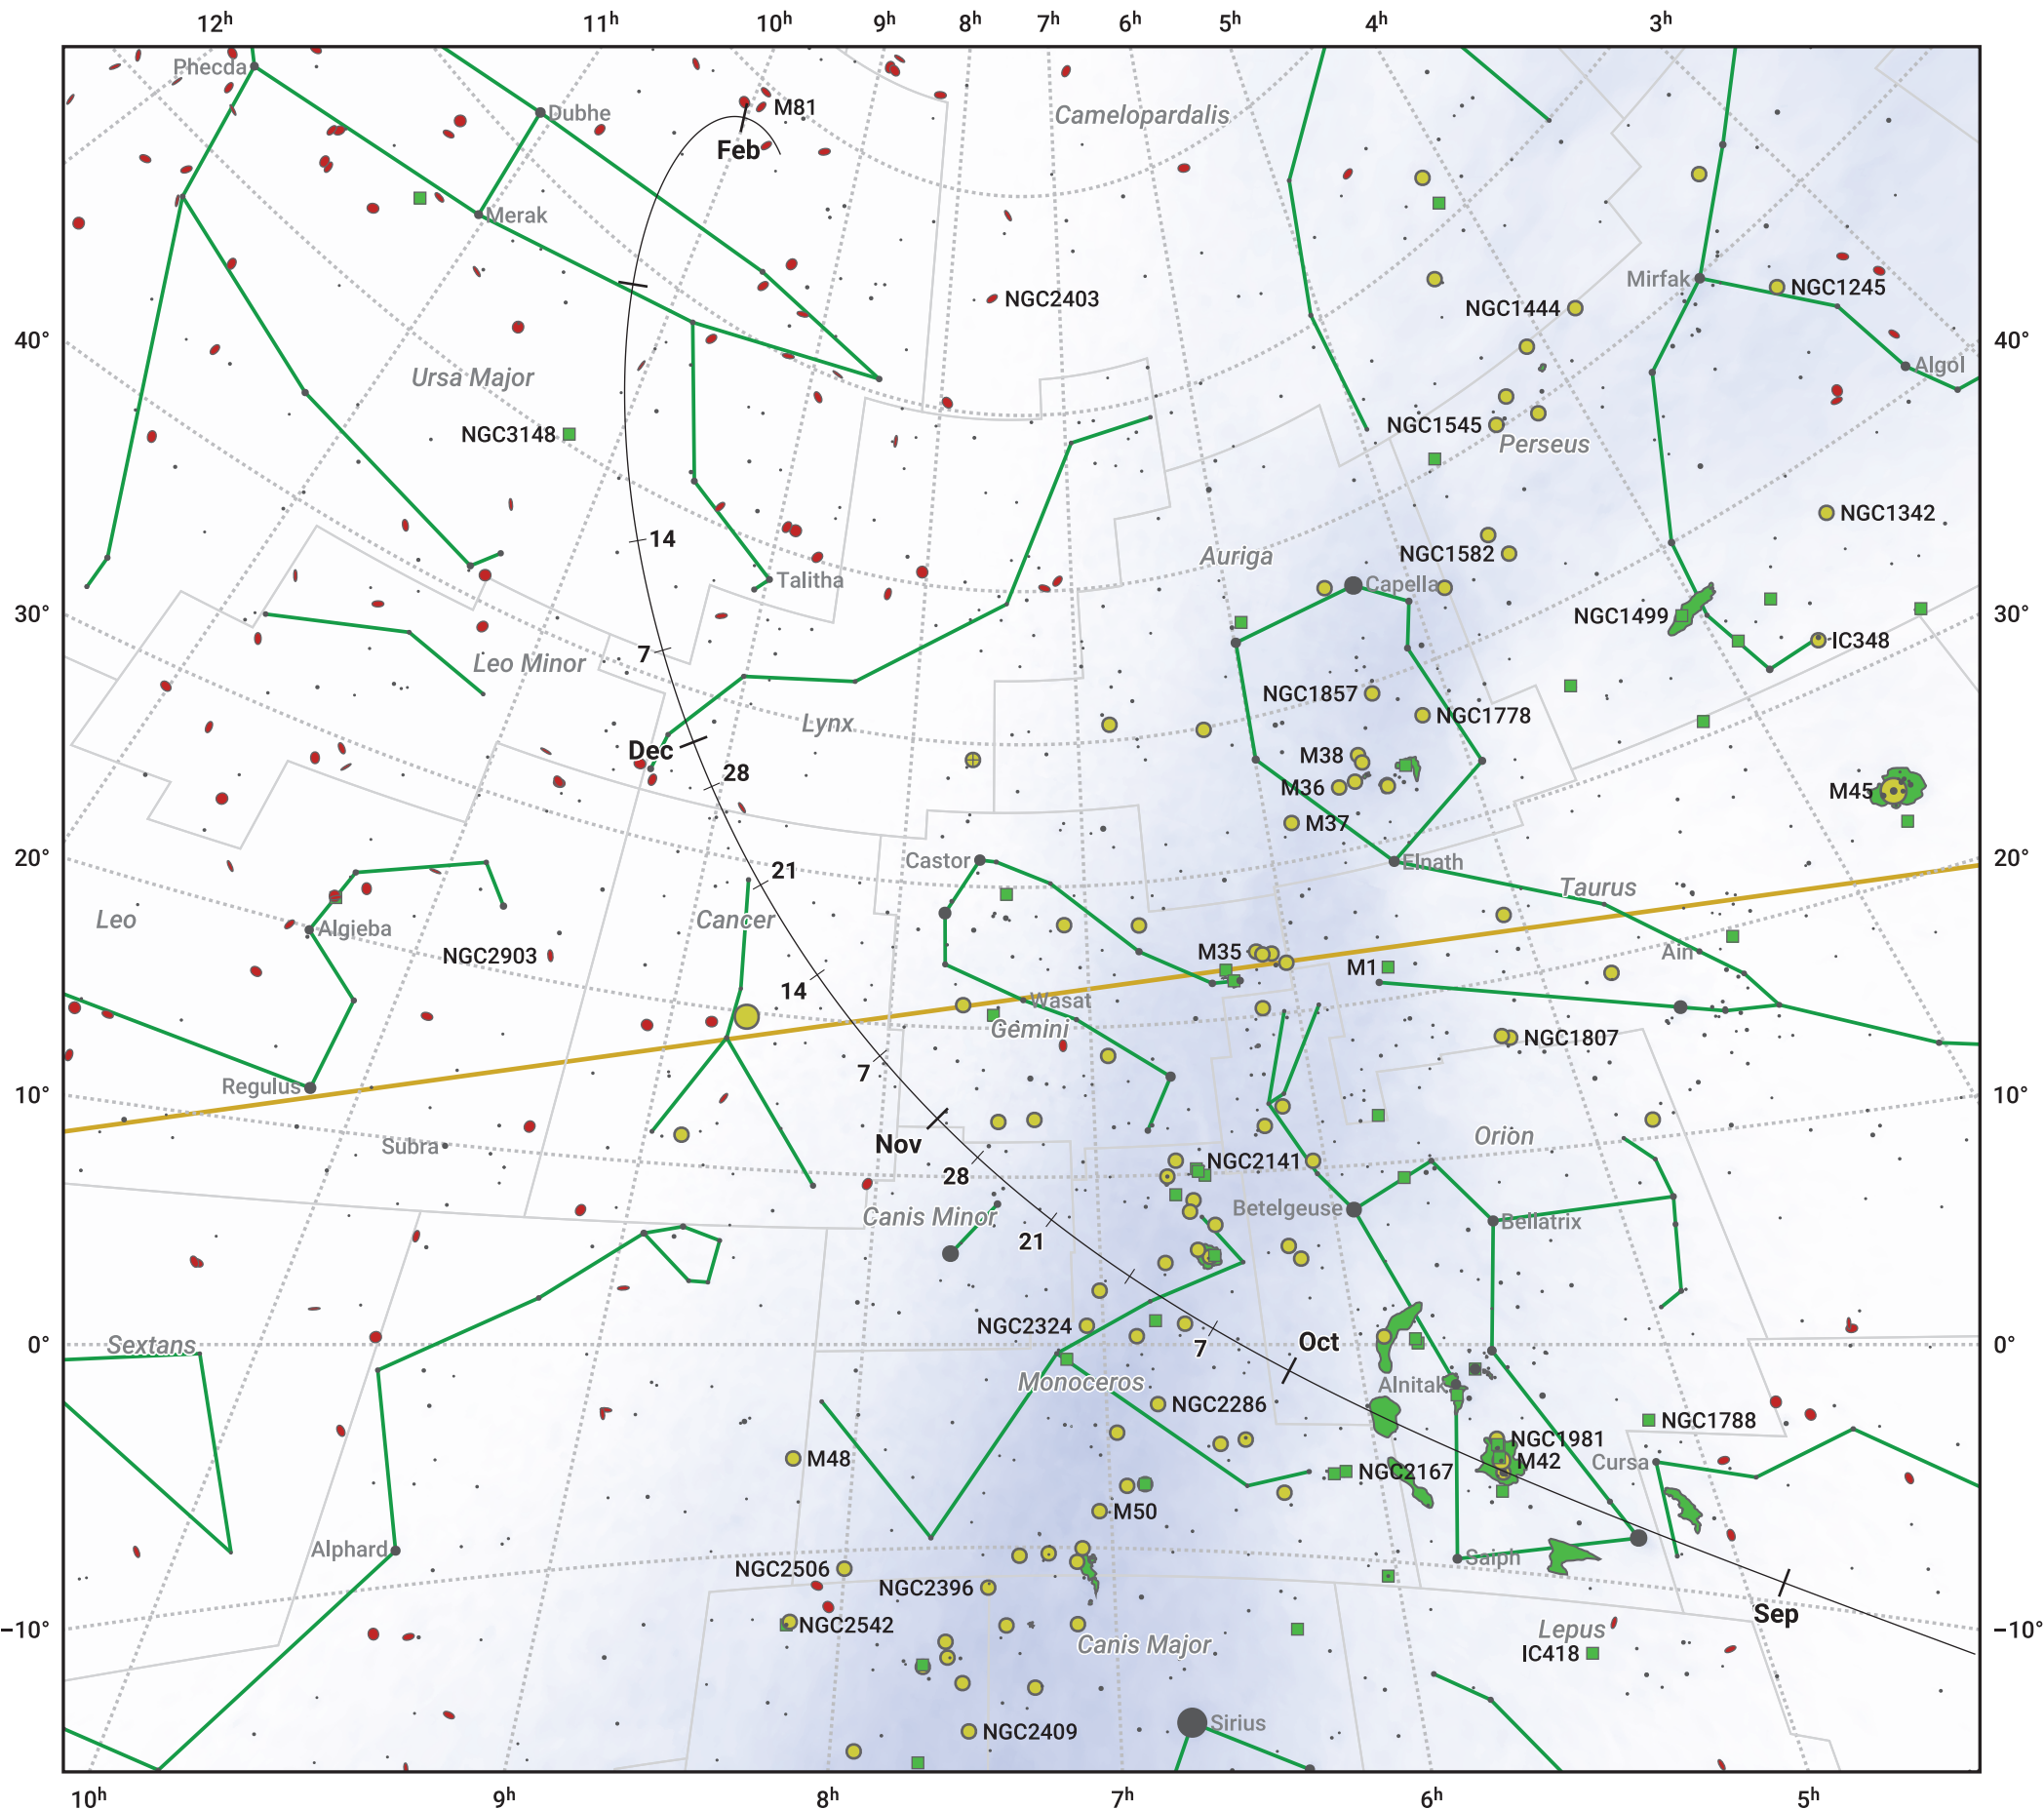 12h 11h 10h 9h 8h 7h 6h 5h 4h 3h
Phecda
M81
Dubhe
Camelopardalis
Feb
Merak
Mirfak
NGC1245
NGC2403
NGC1444
40°
40°
Algol
Ursa Major
NGC3148
NGC1545
Perseus
NGC1342
14
Auriga
NGC1582
Talitha
Capella
30°
NGC1499
30°
IC348
7
Leo Minor
NGC1857
NGC1778
Lynx
Dec
M38
28
M36
M45
M37
20°
Castor
Elnath
20°
21
Taurus
Leo
Cancer
Algieba
NGC2903
M35
Ain
M1
14
Wasat
Gemini
NGC1807
7
Regulus
10°
10°
Nov
Subra
Orion
28
NGC2141
Canis Minor
Betelgeuse
Bellatrix
21
NGC2324
7
Oct
Sextans
0°
0°
Monoceros
Alnitak
NGC2286
NGC1788
NGC1981
M48
M42
Cursa
NGC2167
M50
Alphard
Saiph
NGC2506
NGC2396
Sep
NGC2542
−10°
Lepus
−10°
Canis Major
IC418
Sirius
NGC2409
10h 9h 8h 7h 6h 5h